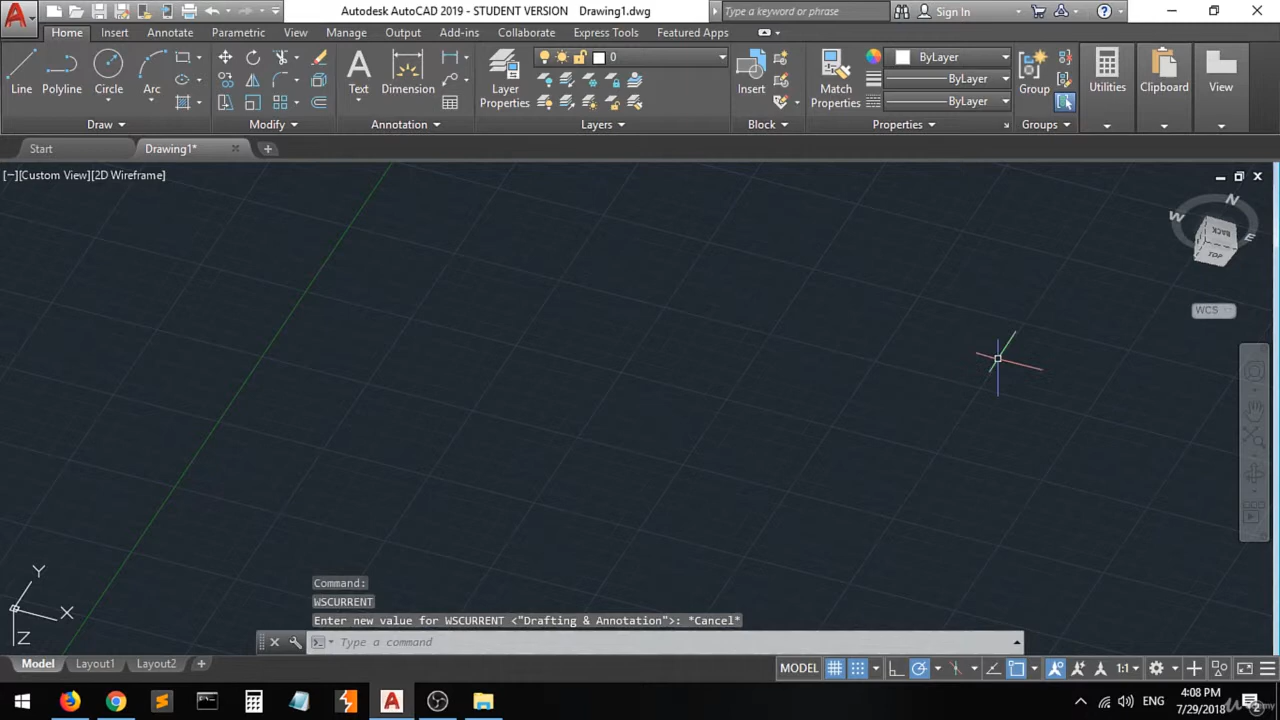 Autodesk AutoCAD 2019 - STUDENT VERSION Drawing1.dwg
Type a keyword or phrase
Sign In
Home Insert Annotate Parametric View Manage Output Add-ins Collaborate Express Tools Featured Apps
Line Polyline Circle Arc
Text Dimension
Layer Properties
0
Insert
Match Properties
ByLayer
ByLayer
ByLayer
Group
Utilities
Clipboard
View
Draw Modify Annotation Layers Block Properties Groups
Start Drawing1*
[−][Custom View][2D Wireframe]
N
W
E
BACK
TOP
WCS
Y
X
Z
Command:
WSCURRENT
Enter new value for WSCURRENT <"Drafting & Annotation">: *Cancel*
Type a command
Model Layout1 Layout2
MODEL
1:1
ENG
4:08 PM
7/29/2018
2